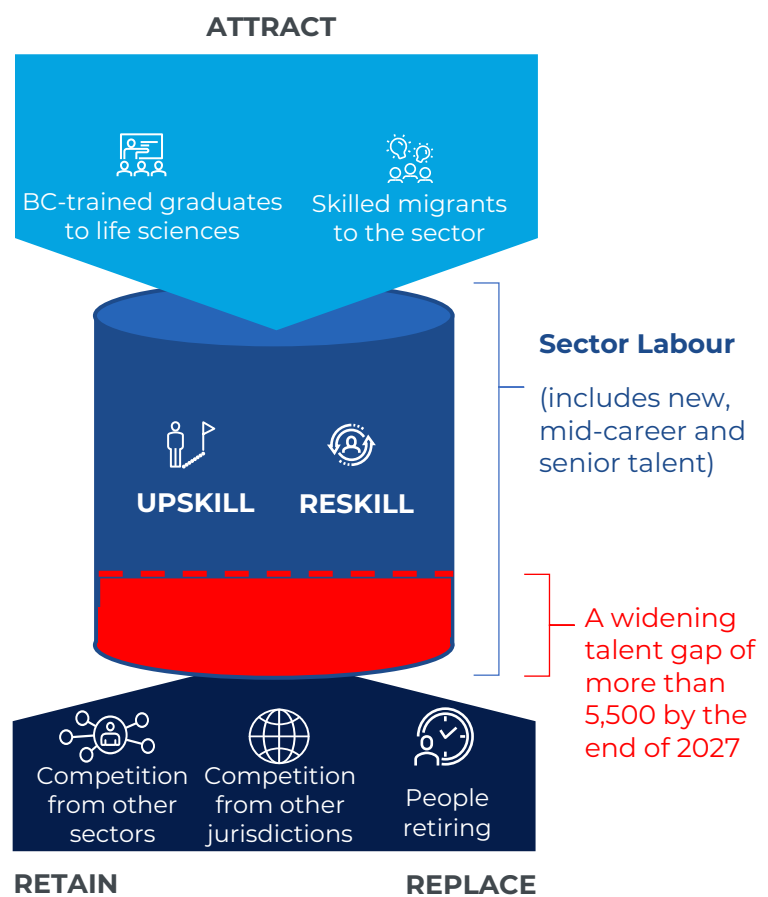 ATTRACT
BC-trained graduates
to life sciences
Skilled migrants
to the sector
Sector Labour
(includes new,
mid-career and
senior talent)
UPSKILL
RESKILL
A widening
talent gap of
more than
5,500 by the
end of 2027
Competition
from other
sectors
Competition
from other
jurisdictions
People
retiring
RETAIN
REPLACE